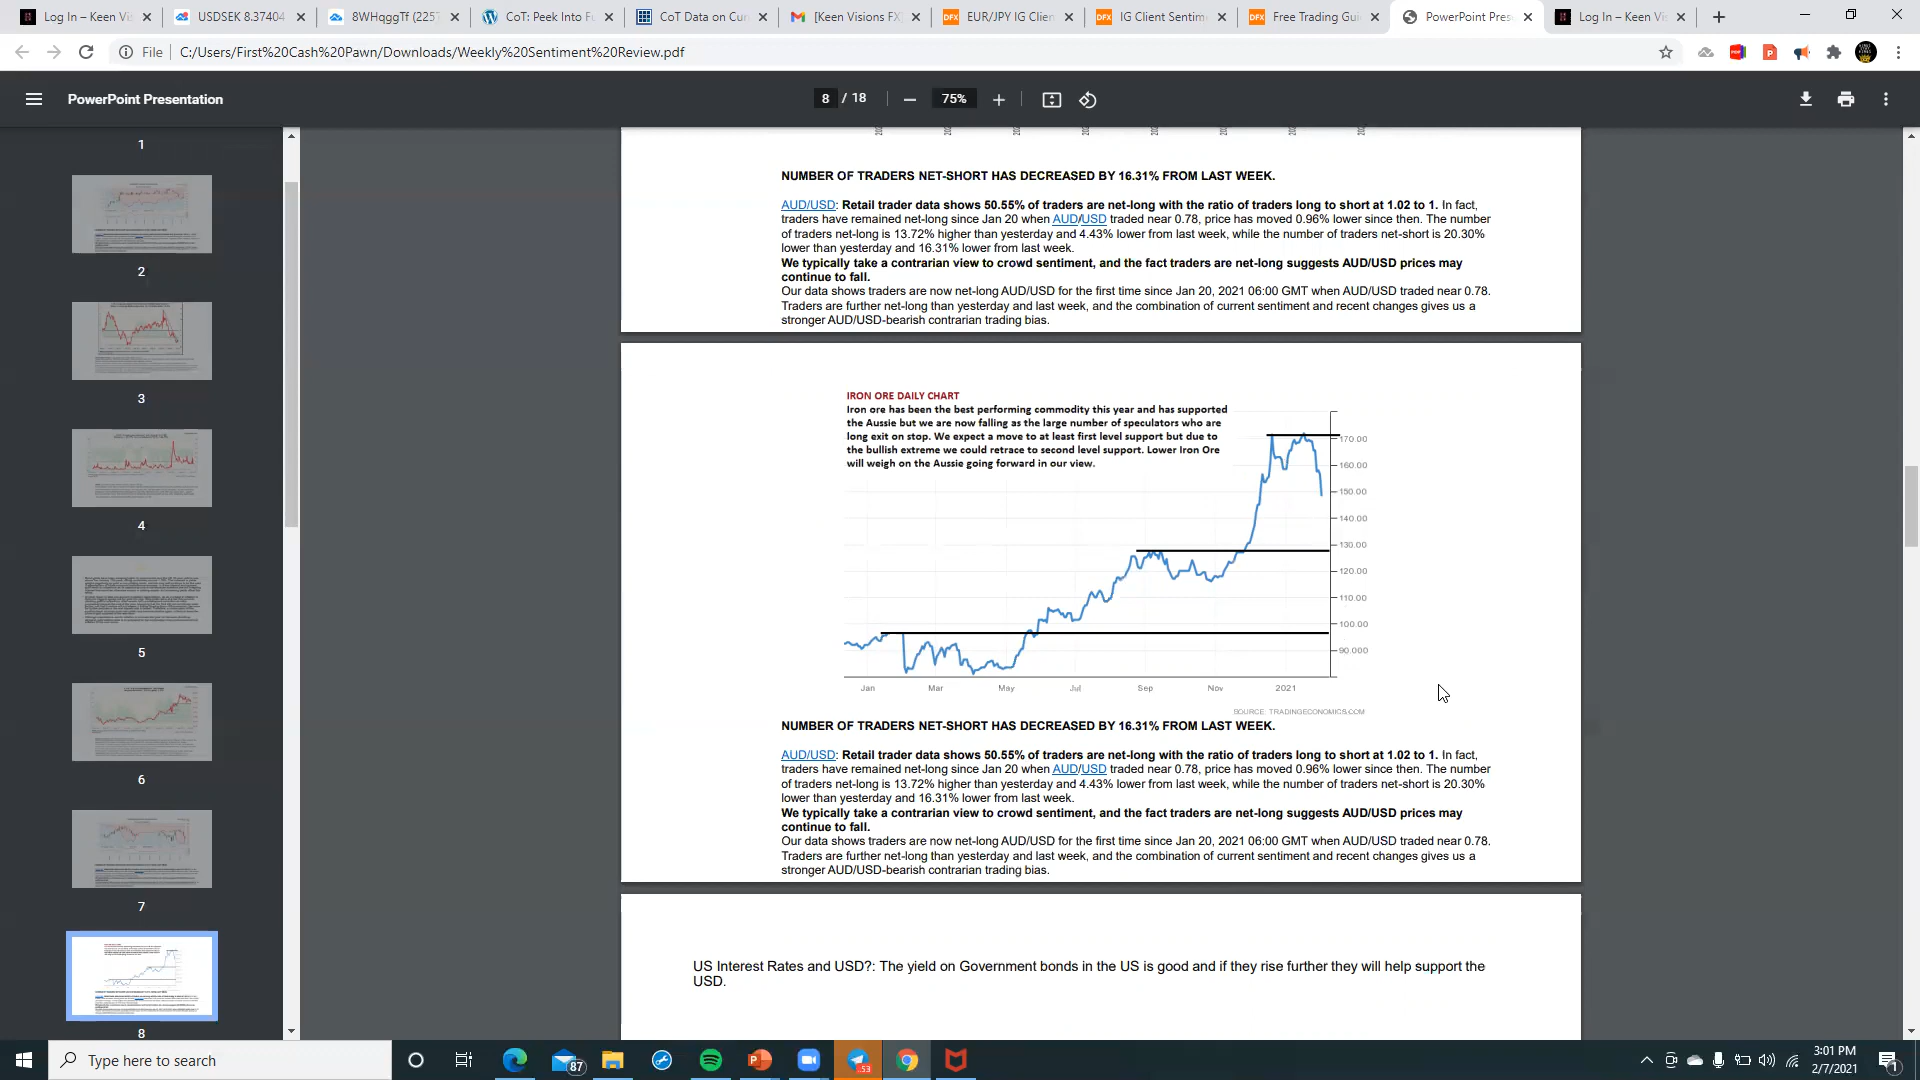 Log In – Keen Vis
USDSEK 8.37404
8WHqggTf (2257
CoT: Peek Into Fu
CoT Data on Curr
[Keen Visions FX]
EUR/JPY IG Clien
IG Client Sentime
Free Trading Guid
PowerPoint Prese
Log In – Keen Vis
File
C:/Users/First%20Cash%20Pawn/Downloads/Weekly%20Sentiment%20Review.pdf
PowerPoint Presentation
8 / 18
75%
1
2
3
4
5
6
7
8
NUMBER OF TRADERS NET-SHORT HAS DECREASED BY 16.31% FROM LAST WEEK.
AUD/USD: Retail trader data shows 50.55% of traders are net-long with the ratio of traders long to short at 1.02 to 1. In fact,
traders have remained net-long since Jan 20 when AUD/USD traded near 0.78, price has moved 0.96% lower since then. The number
of traders net-long is 13.72% higher than yesterday and 4.43% lower from last week, while the number of traders net-short is 20.30%
lower than yesterday and 16.31% lower from last week.
We typically take a contrarian view to crowd sentiment, and the fact traders are net-long suggests AUD/USD prices may
continue to fall.
Our data shows traders are now net-long AUD/USD for the first time since Jan 20, 2021 06:00 GMT when AUD/USD traded near 0.78.
Traders are further net-long than yesterday and last week, and the combination of current sentiment and recent changes gives us a
stronger AUD/USD-bearish contrarian trading bias.
IRON ORE DAILY CHART
Iron ore has been the best performing commodity this year and has supported
the Aussie but we are now falling as the large number of speculators who are
long exit on stop. We expect a move to at least first level support but due to
the bullish extreme we could retrace to second level support. Lower Iron Ore
will weigh on the Aussie going forward in our view.
170.00
160.00
150.00
140.00
130.00
120.00
110.00
100.00
90.000
Jan Mar May Jul Sep Nov 2021
SOURCE: TRADINGECONOMICS.COM
NUMBER OF TRADERS NET-SHORT HAS DECREASED BY 16.31% FROM LAST WEEK.
AUD/USD: Retail trader data shows 50.55% of traders are net-long with the ratio of traders long to short at 1.02 to 1. In fact,
traders have remained net-long since Jan 20 when AUD/USD traded near 0.78, price has moved 0.96% lower since then. The number
of traders net-long is 13.72% higher than yesterday and 4.43% lower from last week, while the number of traders net-short is 20.30%
lower than yesterday and 16.31% lower from last week.
We typically take a contrarian view to crowd sentiment, and the fact traders are net-long suggests AUD/USD prices may
continue to fall.
Our data shows traders are now net-long AUD/USD for the first time since Jan 20, 2021 06:00 GMT when AUD/USD traded near 0.78.
Traders are further net-long than yesterday and last week, and the combination of current sentiment and recent changes gives us a
stronger AUD/USD-bearish contrarian trading bias.
US Interest Rates and USD?: The yield on Government bonds in the US is good and if they rise further they will help support the
USD.
Type here to search
87
53
3:01 PM
2/7/2021
1